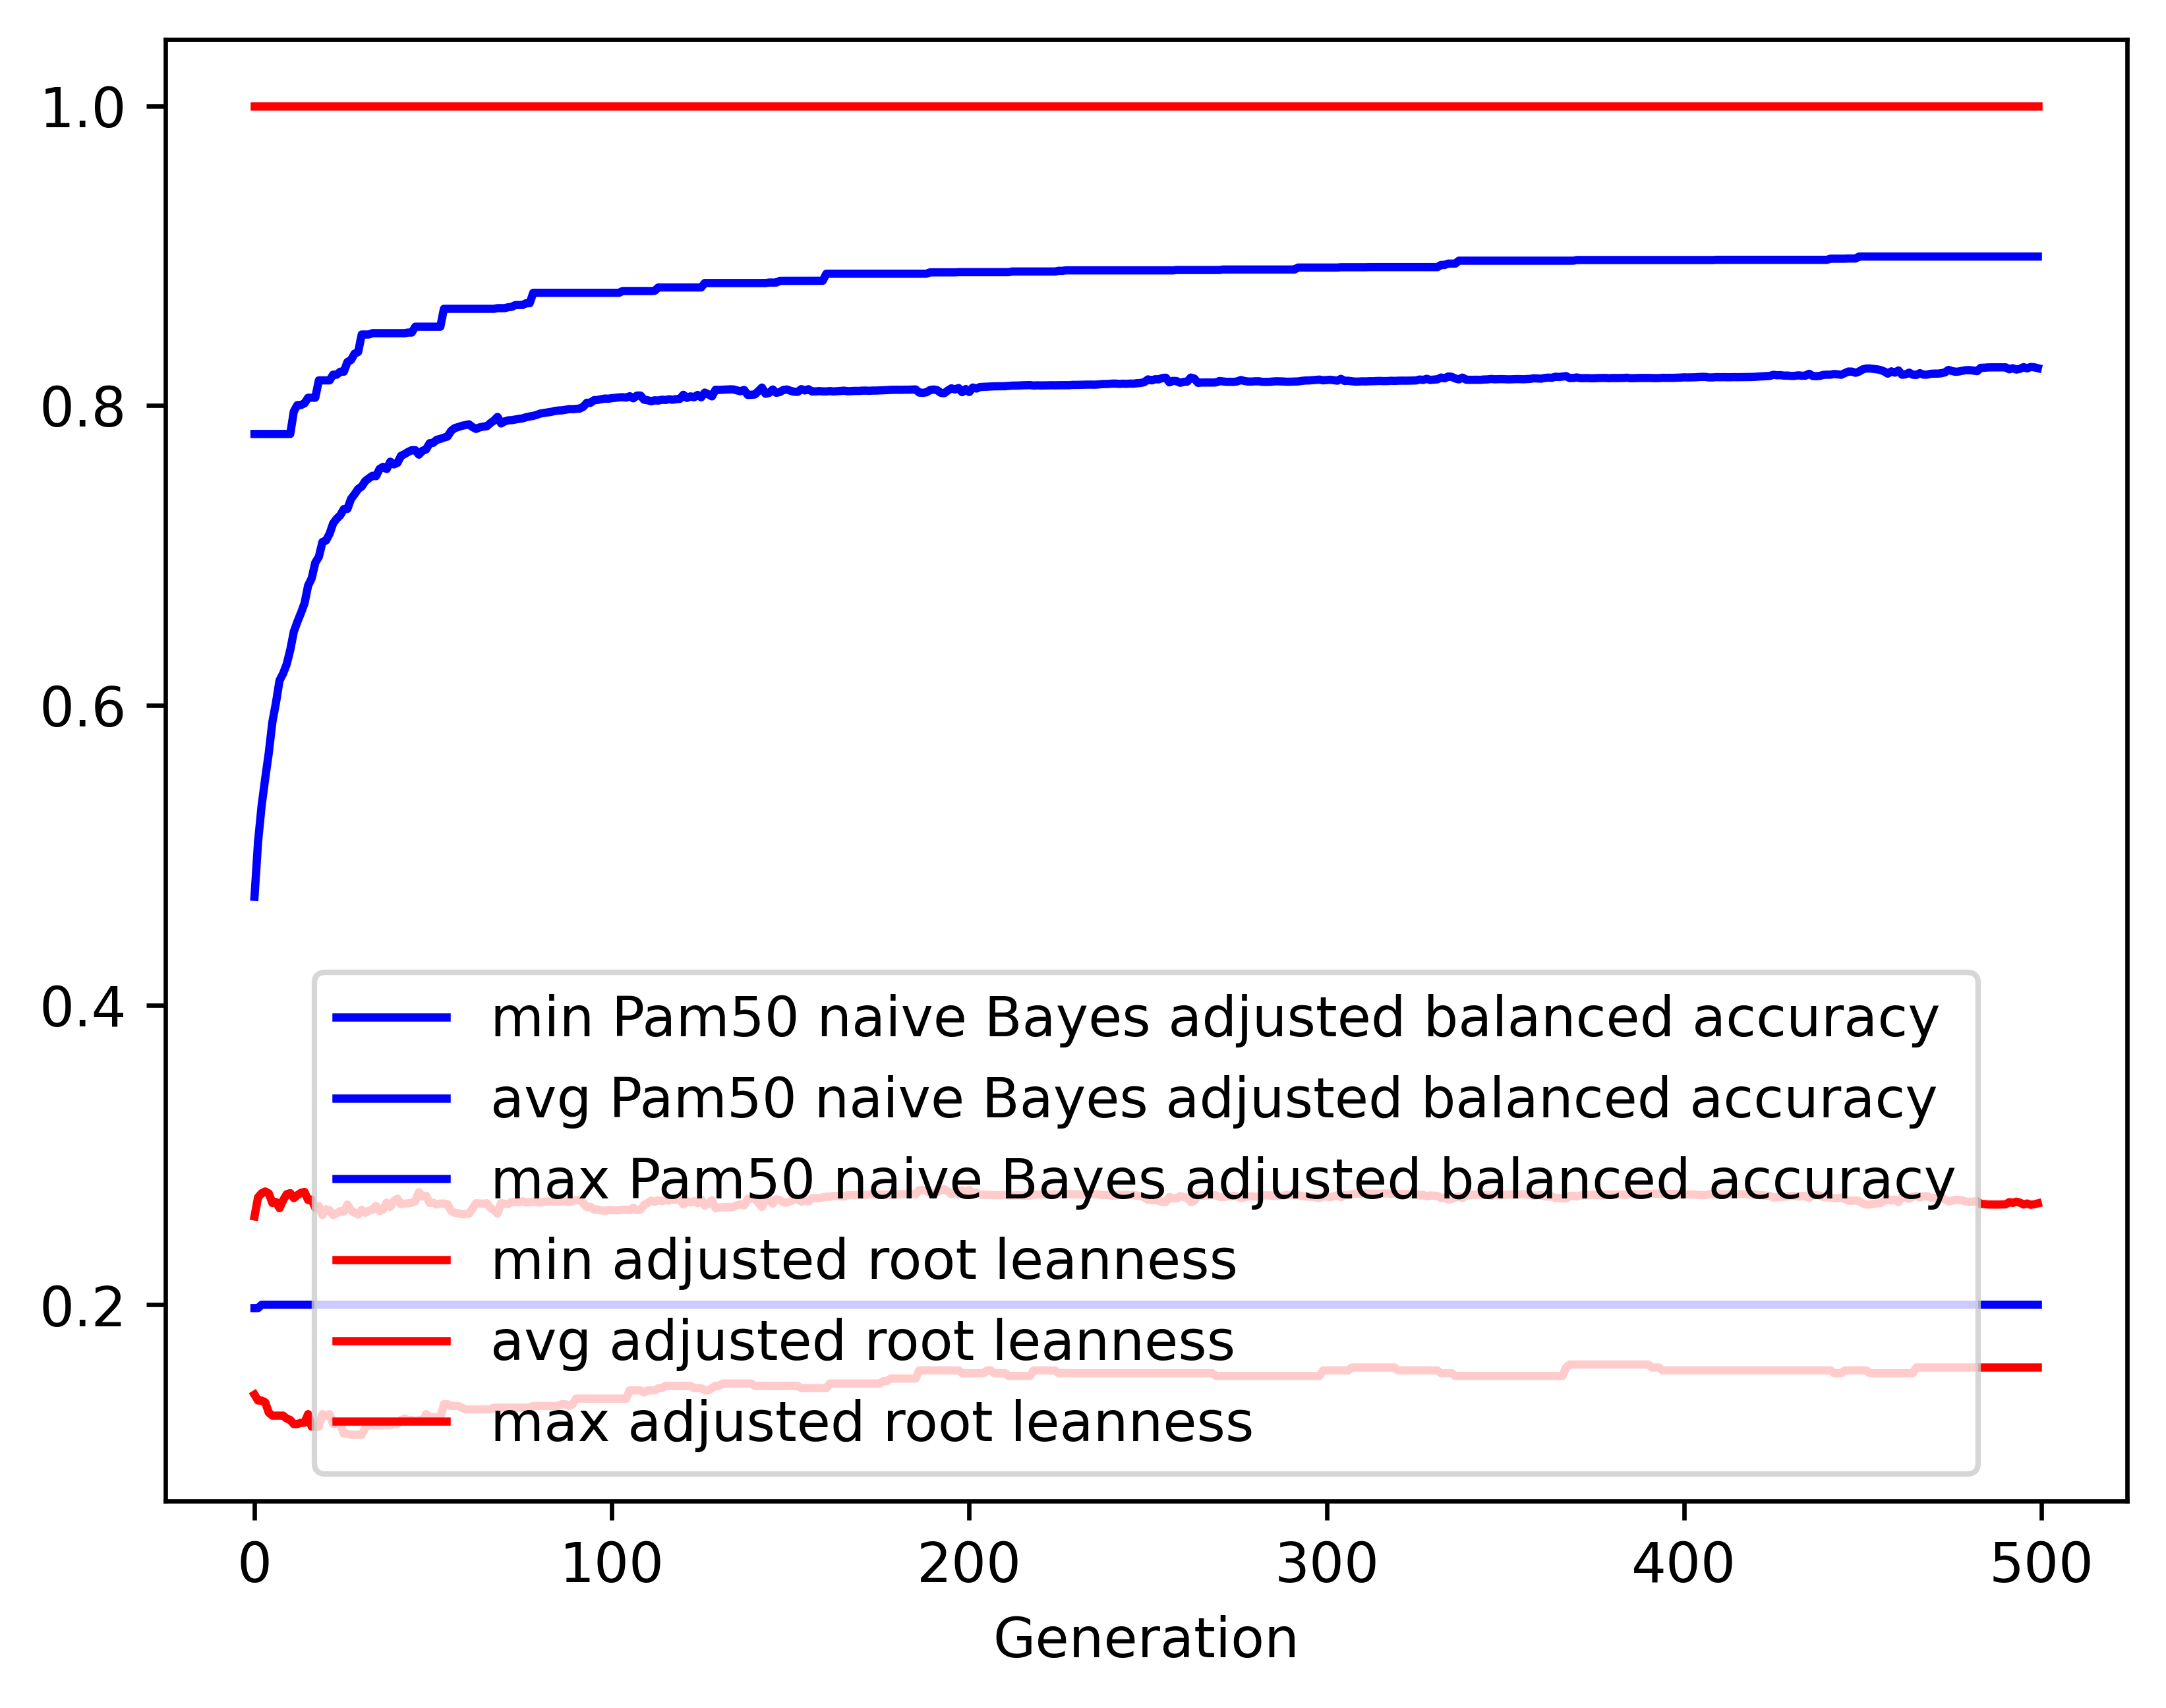 1.0
0.8
0.6
0.4
0.2
min Pam50 naive Bayes adjusted balanced accuracy
avg Pam50 naive Bayes adjusted balanced accuracy
max Pam50 naive Bayes adjusted balanced accuracy
min adjusted root leanness
avg adjusted root leanness
max adjusted root leanness
0 100 200 300 400 500
Generation